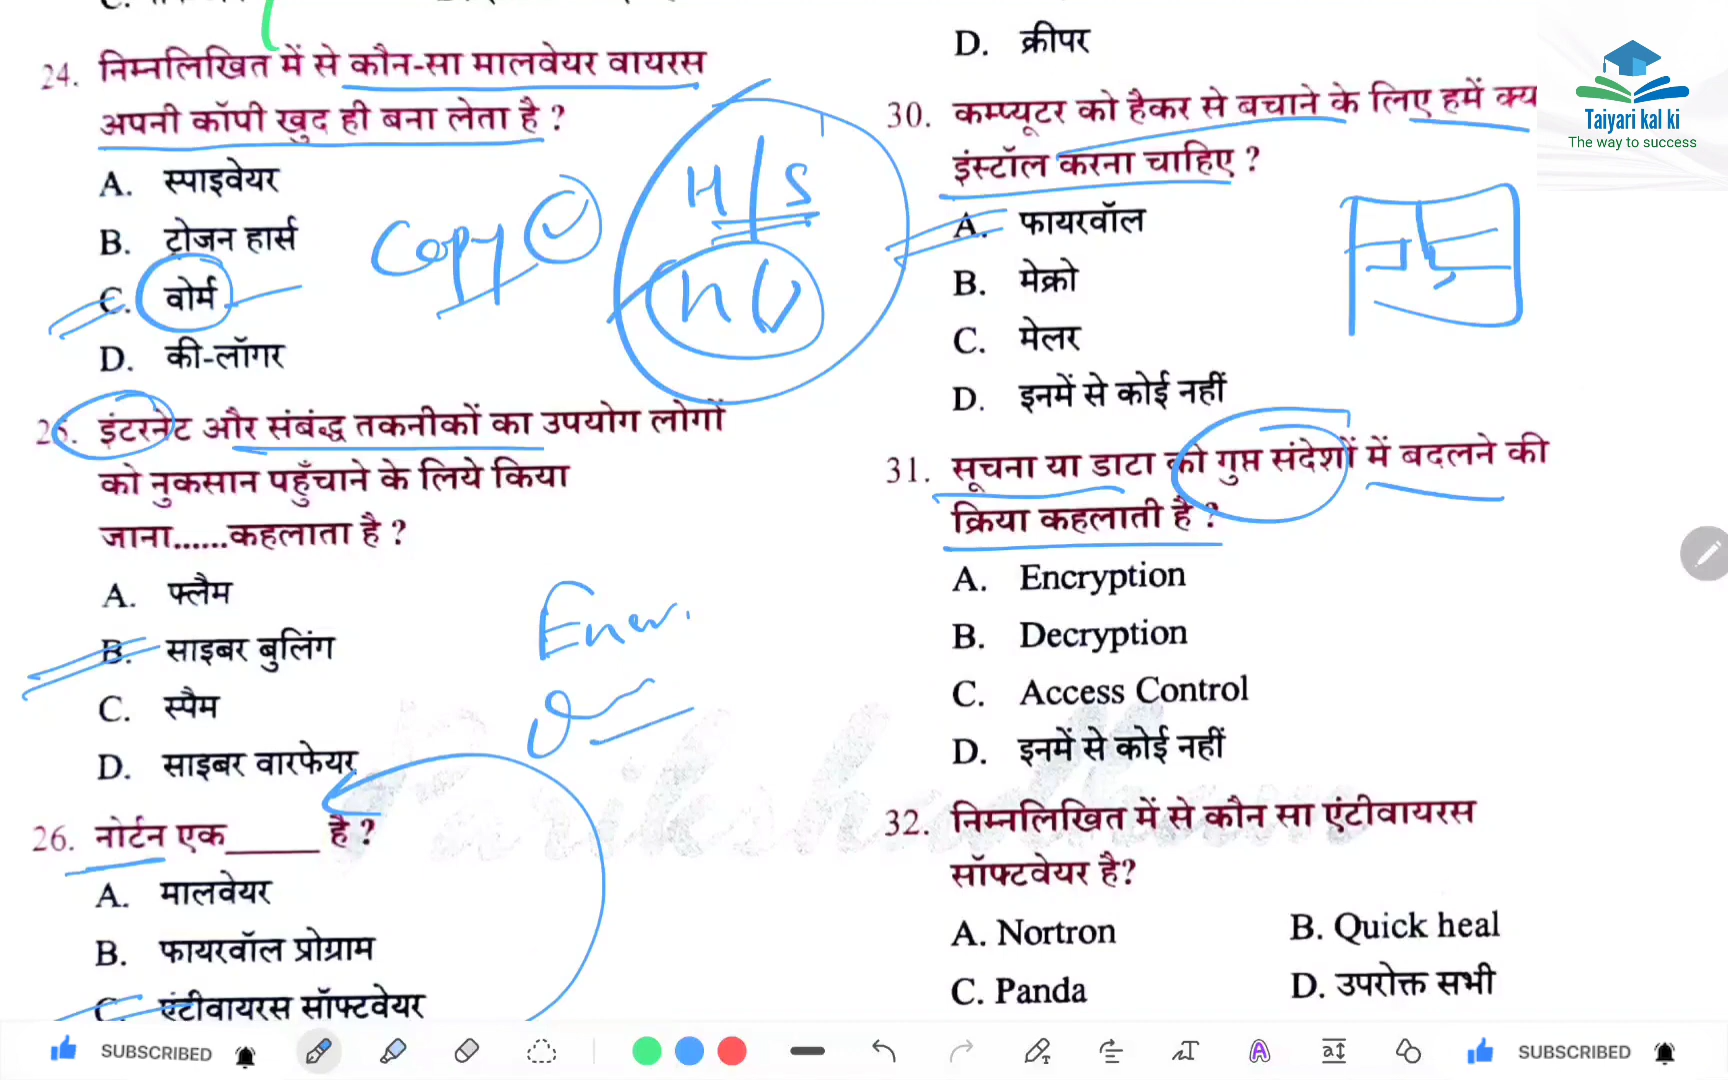 24. निम्नलिखित में से कौन-सा मालवेयर वायरस
अपनी कॉपी खुद ही बना लेता है ?
A. स्पाइवेयर
B. ट्रोजन हार्स
C. वोर्म
D. की-लॉगर
Copy
H S
25. इंटरनेट और संबंद्ध तकनीकों का उपयोग लोगों
को नुकसान पहुँचाने के लिये किया
जाना......कहलाता है ?
A. फ्लैम
B. साइबर बुलिंग
C. स्पैम
D. साइबर वारफेयर
26. नोर्टन एक_____ है ?
A. मालवेयर
B. फायरवॉल प्रोग्राम
C. एंटीवायरस सॉफ्टवेयर
D. क्रीपर
30. कम्प्यूटर को हैकर से बचाने के लिए हमें क्य
इंस्टॉल करना चाहिए ?
A. फायरवॉल
B. मेक्रो
C. मेलर
D. इनमें से कोई नहीं
31. सूचना या डाटा को गुप्त संदेशों में बदलने की
क्रिया कहलाती है ?
A. Encryption
B. Decryption
C. Access Control
D. इनमें से कोई नहीं
32. निम्नलिखित में से कौन सा एंटीवायरस
सॉफ्टवेयर है?
A. Nortron B. Quick heal
C. Panda D. उपरोक्त सभी
Taiyari kal ki
The way to success
SUBSCRIBED
SUBSCRIBED